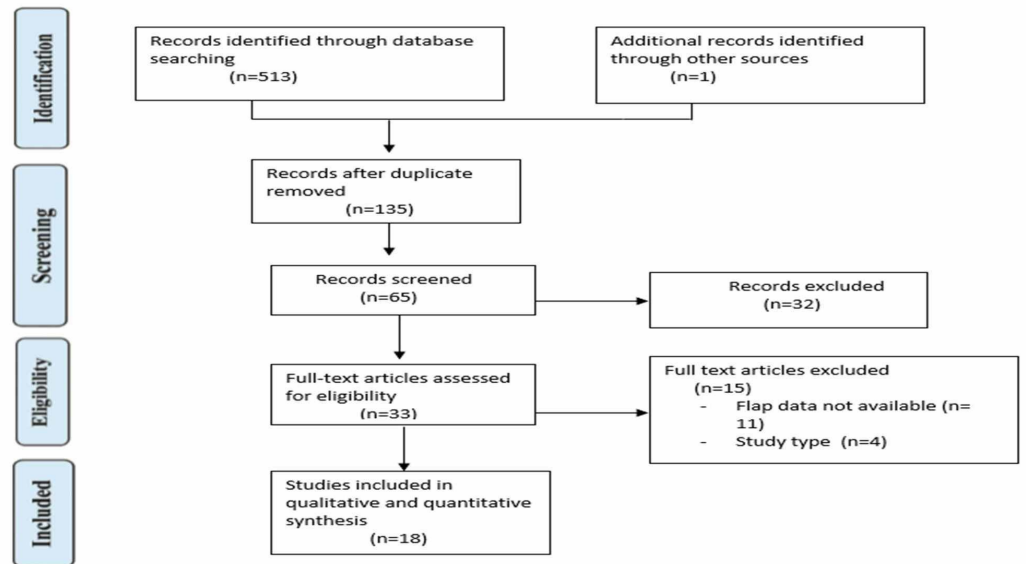 Identification
Records identified through database
searching
(n=513)
Additional records identified
through other sources
(n=1)
Screening
Records after duplicate
removed
(n=135)
Records screened
(n=65)
Records excluded
(n=32)
Eligibility
Full-text articles assessed
for eligibility
(n=33)
Full text articles excluded
(n=15)
- Flap data not available (n=
11)
- Study type (n=4)
Included
Studies included in
qualitative and quantitative
synthesis
(n=18)